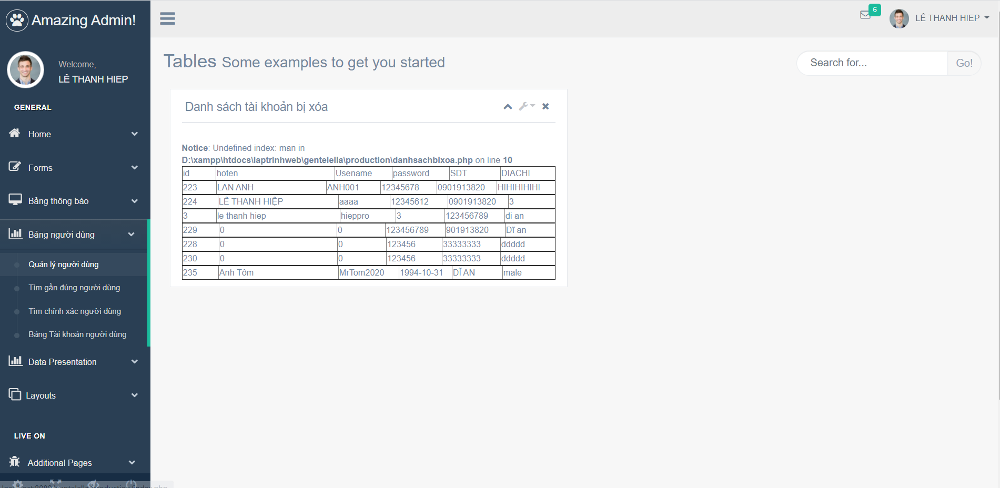 Amazing Admin!
6
LÊ THANH HIEP
Welcome,
LÊ THANH HIEP
GENERAL
Home
Forms
Bảng thông báo
Bảng người dùng
Quản lý người dùng
Tìm gần đúng người dùng
Tìm chính xác người dùng
Bảng Tài khoản người dùng
Data Presentation
Layouts
LIVE ON
Additional Pages
Tables Some examples to get you started
Search for... Go!
Danh sách tài khoản bị xóa
Notice: Undefined index: man in
D:\xampp\htdocs\laptrinhweb\gentelella\production\danhsachbixoa.php on line 10
id hoten Usename password SDT DIACHI
223 LAN ANH ANH001 12345678 0901913820 HIHIHIHIHI
224 LÊ THANH HIỆP aaaa 12345612 0901913820 3
3 le thanh hiep hieppro 3 123456789 di an
229 0 0 123456789 901913820 Dĩ an
228 0 0 123456 33333333 ddddd
230 0 0 123456 33333333 ddddd
235 Anh Tôm MrTom2020 1994-10-31 DĨ AN male